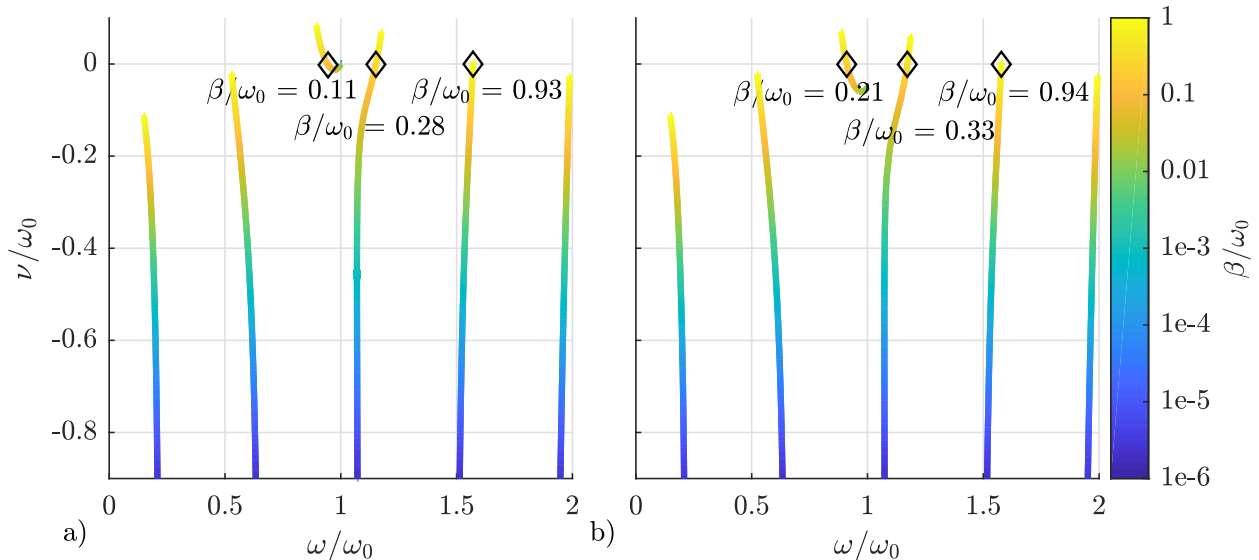 0
-0.2
-0.4
-0.6
-0.8
ν/ω₀
β/ω₀ = 0.11
β/ω₀ = 0.93
β/ω₀ = 0.28
0
0.5
1
1.5
2
ω/ω₀
a)
β/ω₀ = 0.21
β/ω₀ = 0.94
β/ω₀ = 0.33
0
0.5
1
1.5
2
ω/ω₀
b)
1
0.1
0.01
1e-3
1e-4
1e-5
1e-6
β/ω₀